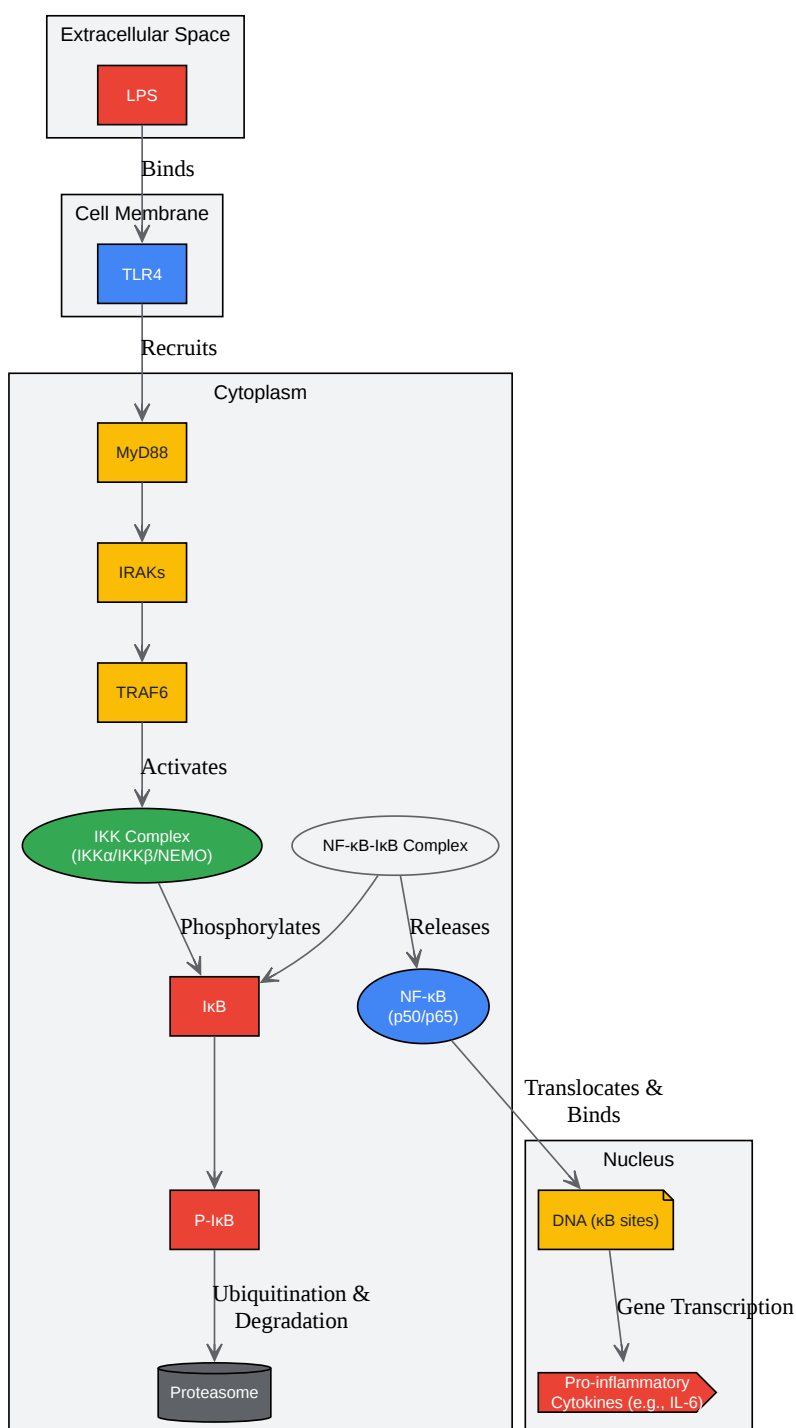 Extracellular Space
LPS
Binds
Cell Membrane
TLR4
Recruits
Cytoplasm
MyD88
IRAKs
TRAF6
Activates
IKK Complex
(IKKα/IKKβ/NEMO)
NF-κB-IκB Complex
Phosphorylates
Releases
IκB
NF-κB
(p50/p65)
Translocates &
Binds
Nucleus
P-IκB
DNA (κB sites)
Ubiquitination &
Degradation
Gene Transcription
Proteasome
Pro-inflammatory
Cytokines (e.g., IL-6)